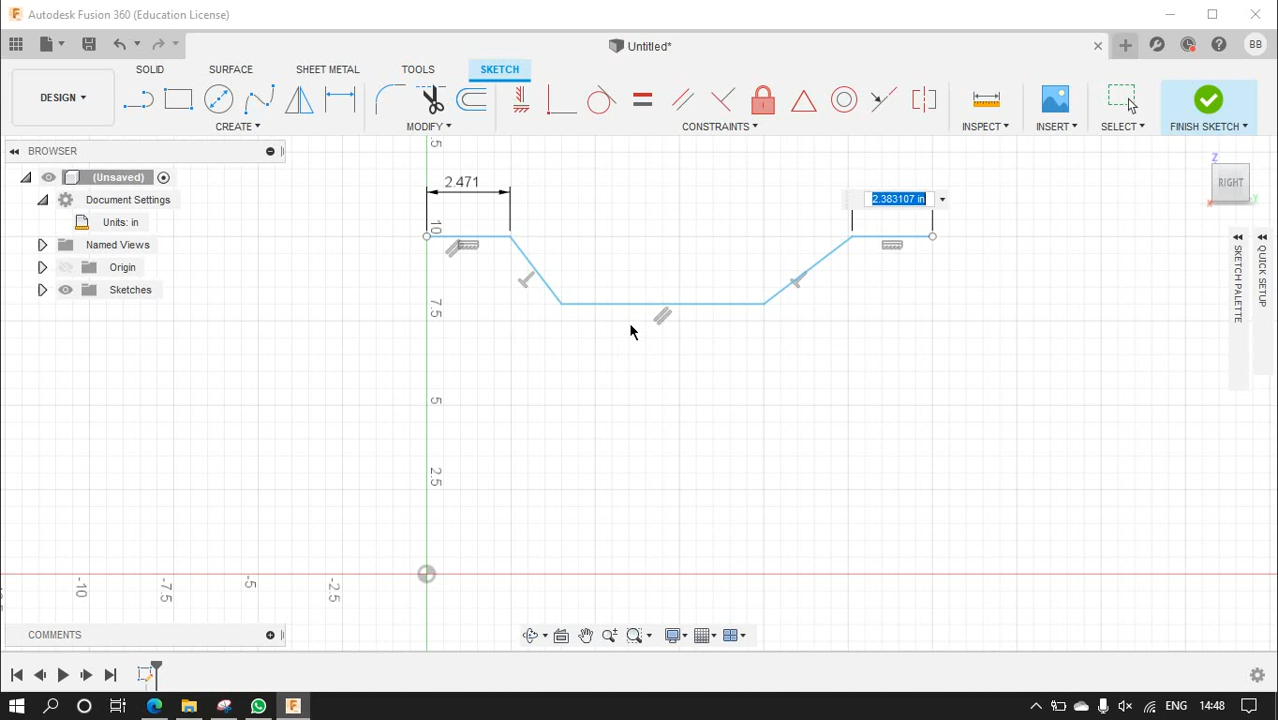 Autodesk Fusion 360 (Education License)
Untitled*
BB
SOLID
SURFACE
SHEET METAL
TOOLS
SKETCH
DESIGN
CREATE
MODIFY
CONSTRAINTS
INSPECT
INSERT
SELECT
FINISH SKETCH
BROWSER
(Unsaved)
Document Settings
Units: in
Named Views
Origin
Sketches
2.471
2.383107 in
10
7.5
5
2.5
-10
-7.5
-5
-2.5
Z
RIGHT
X
Y
SKETCH PALETTE
QUICK SETUP
COMMENTS
ENG
14:48